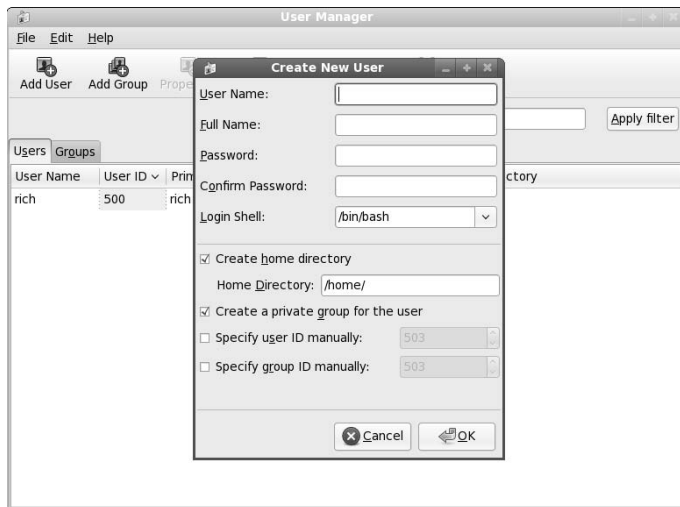 User Manager
File Edit Help
Add User Add Group Prope
Apply filter
Users Groups
User Name User ID Prim ctory
rich 500 rich
Create New User
User Name:
Full Name:
Password:
Confirm Password:
Login Shell: /bin/bash
Create home directory
Home Directory: /home/
Create a private group for the user
Specify user ID manually: 503
Specify group ID manually: 503
Cancel OK